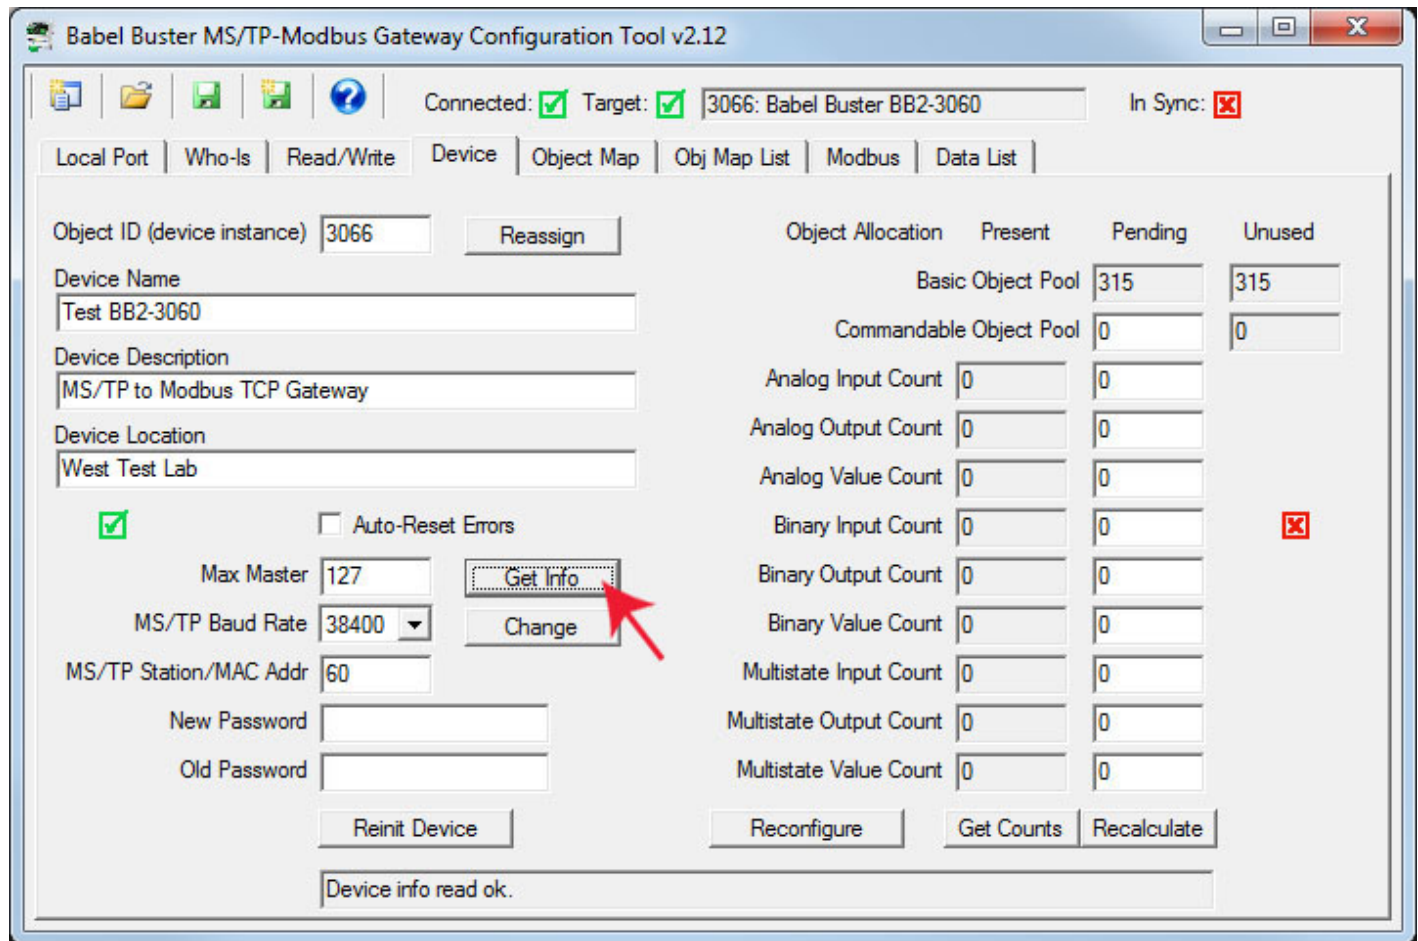 Babel Buster MS/TP-Modbus Gateway Configuration Tool v2.12
Connected: Target: 3066: Babel Buster BB2-3060 In Sync:
Local Port Who-Is Read/Write Device Object Map Obj Map List Modbus Data List
Object ID (device instance) 3066 Reassign
Device Name
Test BB2-3060
Device Description
MS/TP to Modbus TCP Gateway
Device Location
West Test Lab
Auto-Reset Errors
Max Master 127 Get Info
MS/TP Baud Rate 38400 Change
MS/TP Station/MAC Addr 60
New Password
Old Password
Reinit Device
Object Allocation Present Pending Unused
Basic Object Pool 315 315
Commandable Object Pool 0 0
Analog Input Count 0 0
Analog Output Count 0 0
Analog Value Count 0 0
Binary Input Count 0 0
Binary Output Count 0 0
Binary Value Count 0 0
Multistate Input Count 0 0
Multistate Output Count 0 0
Multistate Value Count 0 0
Reconfigure Get Counts Recalculate
Device info read ok.